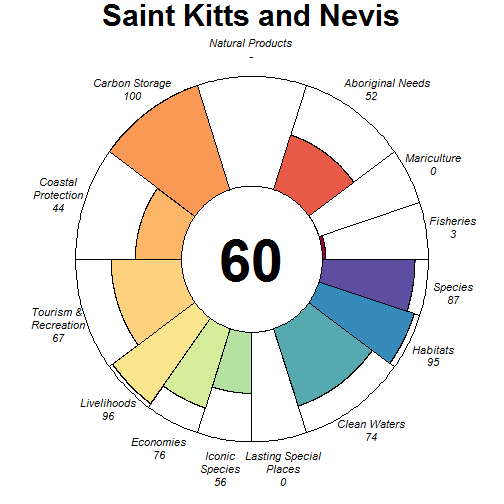 Saint Kitts and Nevis
Natural Products
-
Carbon Storage
100
Aboriginal Needs
52
Mariculture
0
Coastal
Protection
44
Fisheries
3
60
Species
87
Tourism &
Recreation
67
Habitats
95
Livelihoods
96
Clean Waters
74
Economies
76
Iconic
Species
56
Lasting Special
Places
0